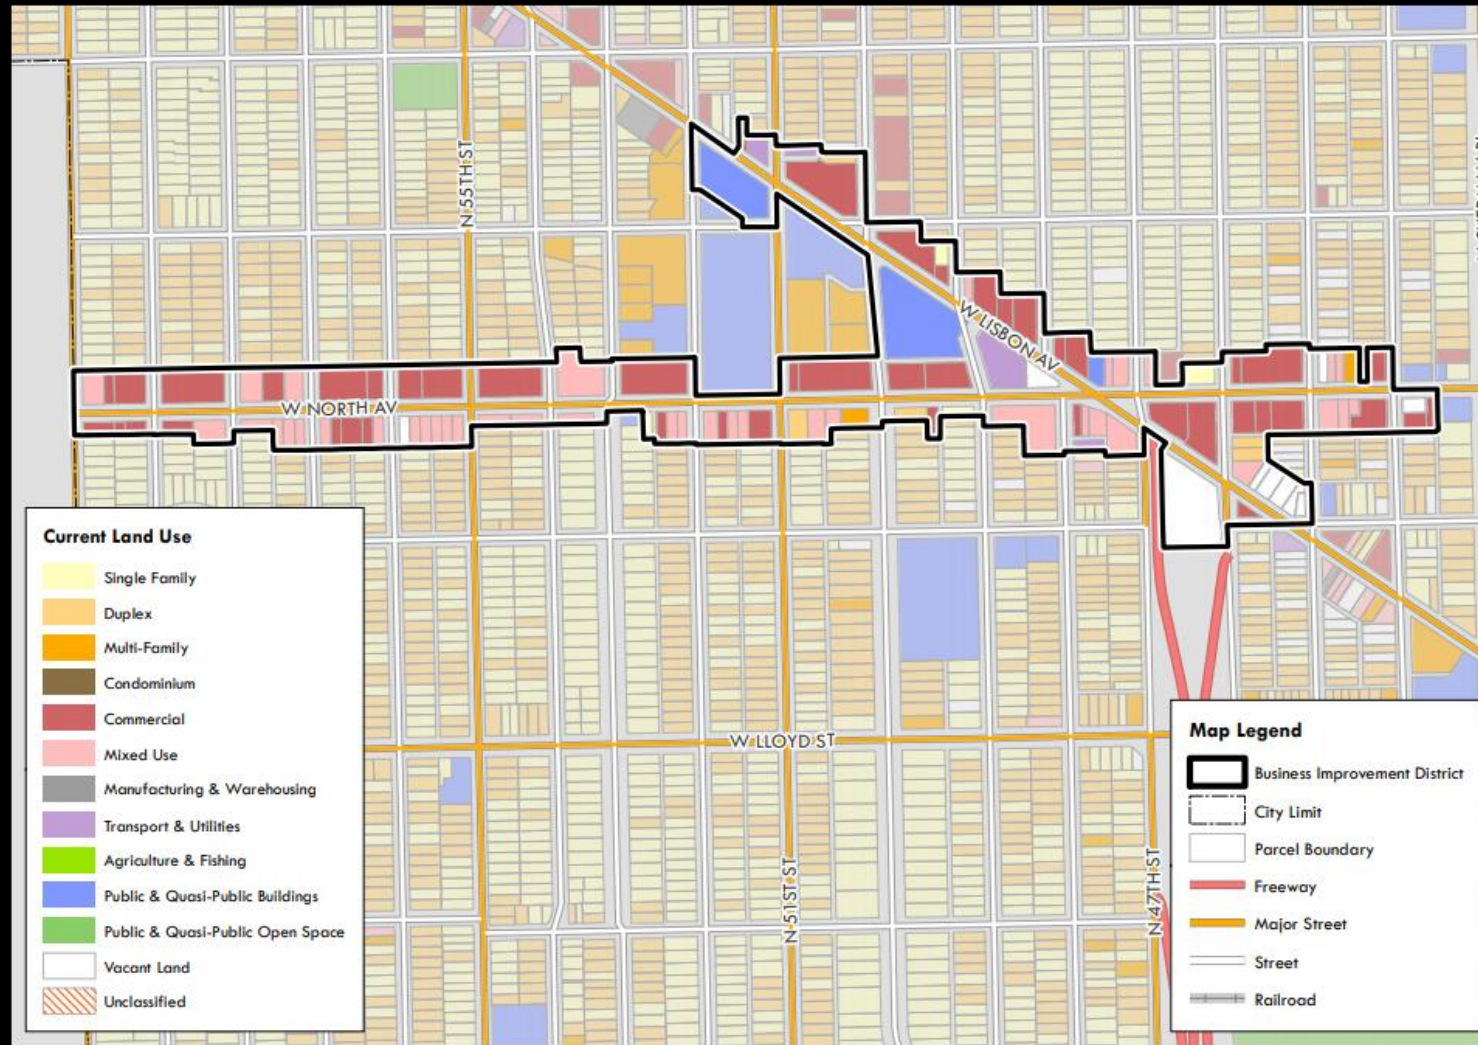 N 55TH ST
W LISBON AV
W NORTH AV
Current Land Use
Single Family
Duplex
Multi-Family
Condominium
Commercial
Mixed Use
Manufacturing & Warehousing
Transport & Utilities
Agriculture & Fishing
Public & Quasi-Public Buildings
Public & Quasi-Public Open Space
Vacant Land
Unclassified
W LLOYD ST
N 51ST ST
N 47TH ST
Map Legend
Business Improvement District
City Limit
Parcel Boundary
Freeway
Major Street
Street
Railroad